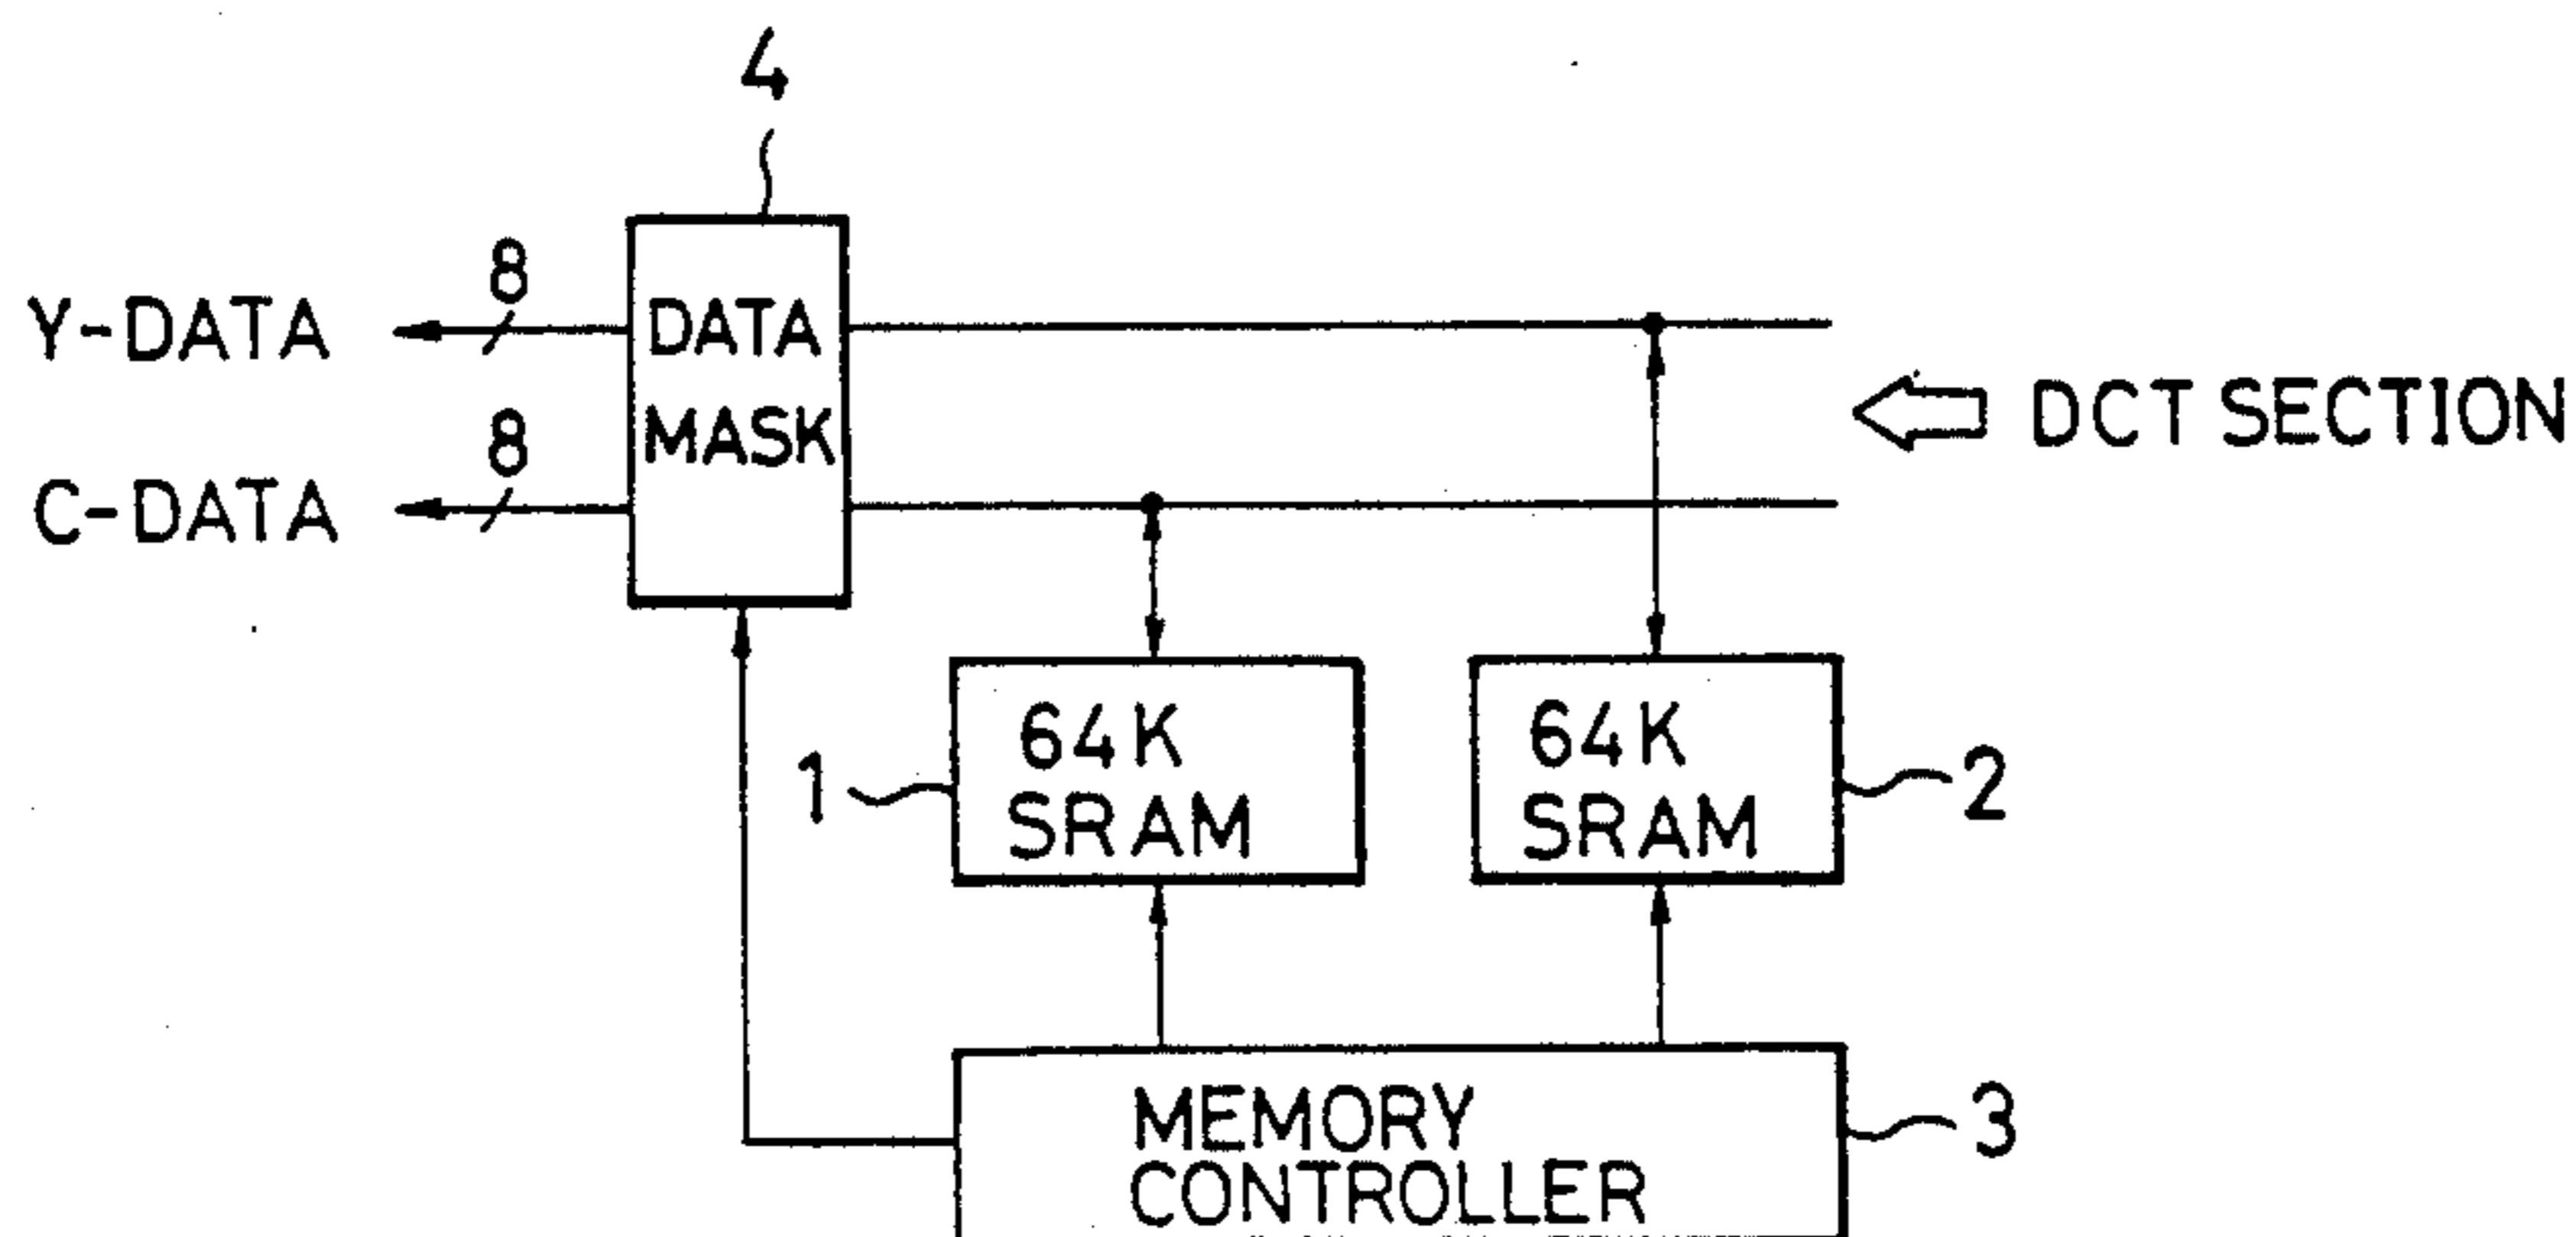 4
8
Y-DATA
DATA
MASK
DCT SECTION
8
C-DATA
64K
SRAM
1
64K
SRAM
2
MEMORY
CONTROLLER
3